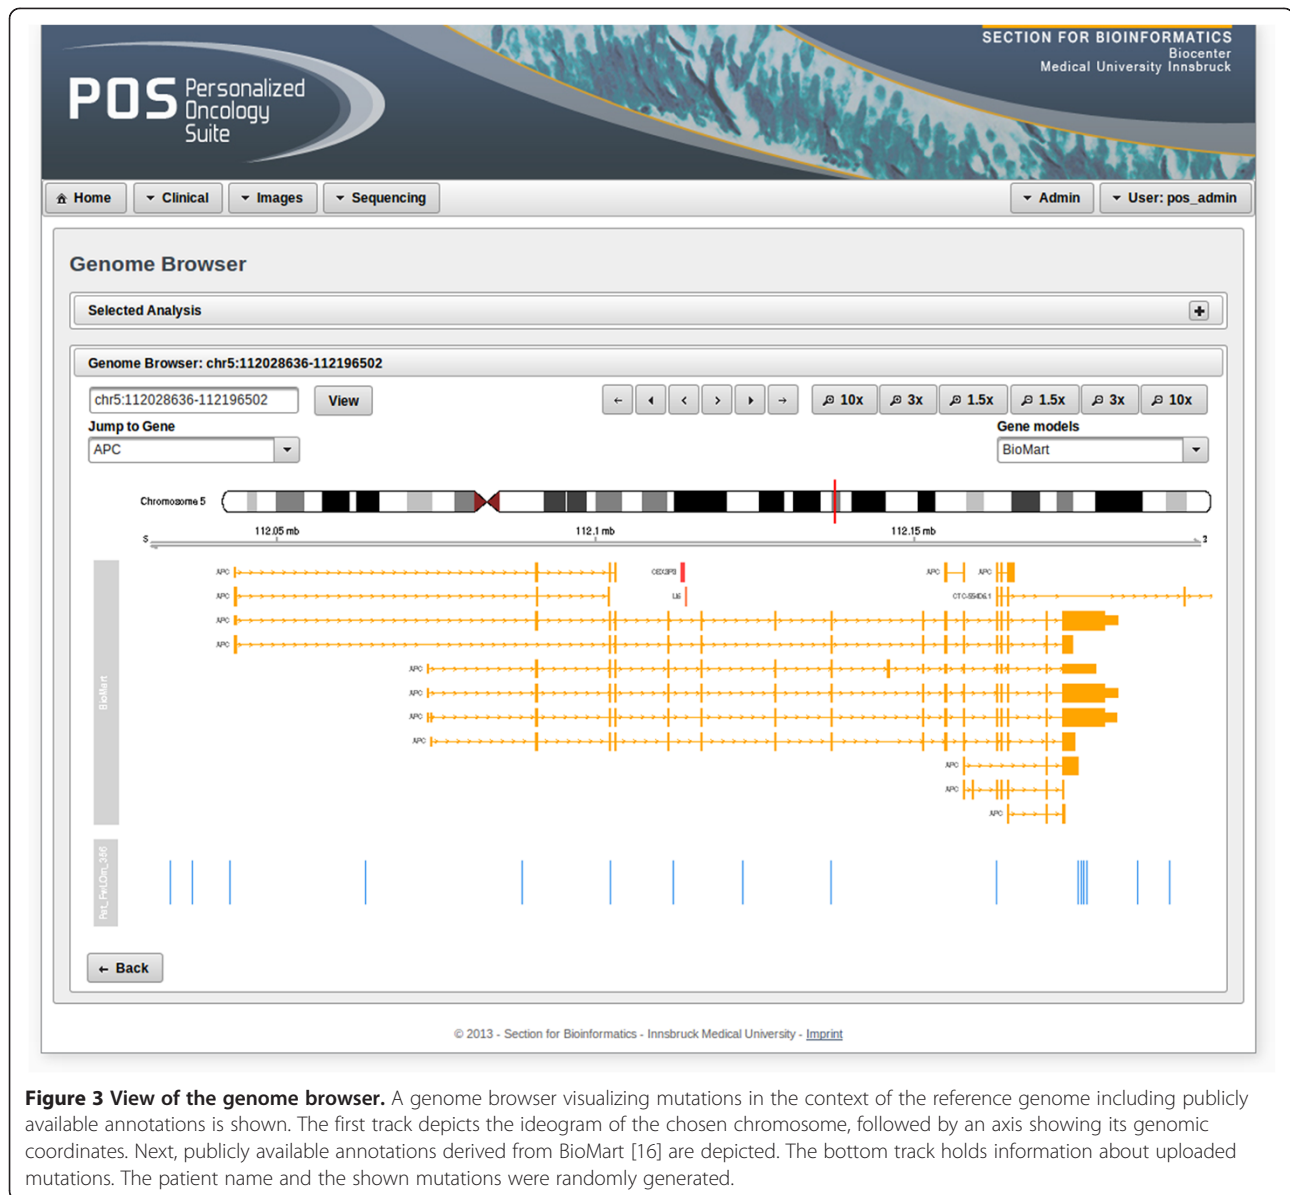 SECTION FOR BIOINFORMATICS
Biocenter
Medical University Innsbruck
POS Personalized
Oncology
Suite
Home Clinical Images Sequencing Admin User: pos_admin
Genome Browser
Selected Analysis
Genome Browser: chr5:112028636-112196502
chr5:112028636-112196502 View 10x 3x 1.5x 1.5x 3x 10x
Jump to Gene Gene models
APC BioMart
Chromosome 5
112.05 mb 112.1 mb 112.15 mb
5 3
APC APC APC
APC U6 CTC-554D6.1
APC
APC
APC
APC
APC
APC
APC
APC
APC
BioMart
← Back
© 2013 - Section for Bioinformatics - Innsbruck Medical University - Imprint
Figure 3 View of the genome browser. A genome browser visualizing mutations in the context of the reference genome including publicly
available annotations is shown. The first track depicts the ideogram of the chosen chromosome, followed by an axis showing its genomic
coordinates. Next, publicly available annotations derived from BioMart [16] are depicted. The bottom track holds information about uploaded
mutations. The patient name and the shown mutations were randomly generated.